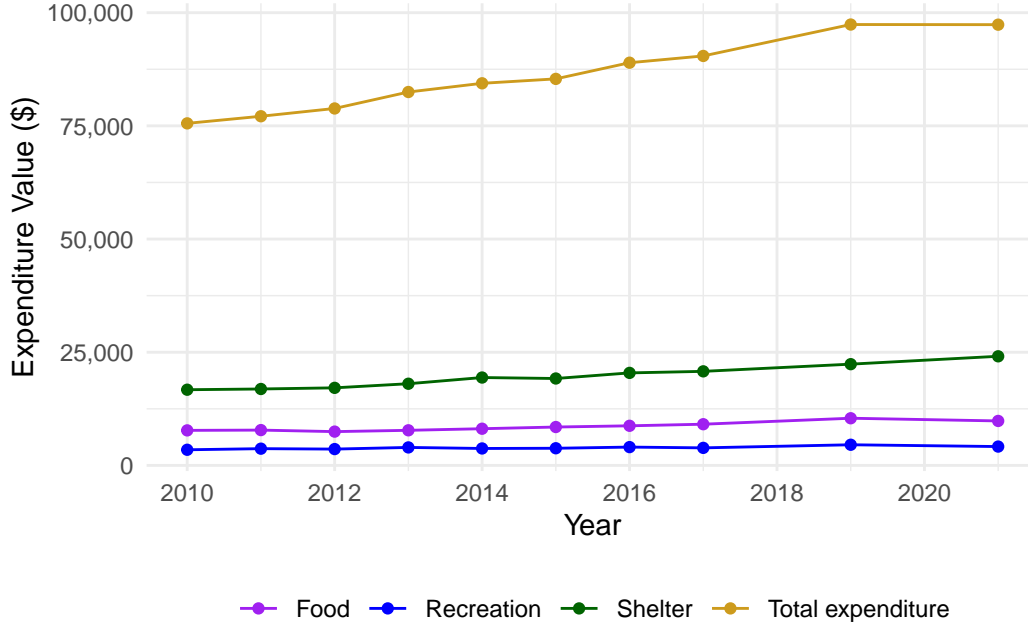 100,000
75,000
50,000
25,000
0
Expenditure Value ($)
2010 2012 2014 2016 2018 2020
Year
Food Recreation Shelter Total expenditure